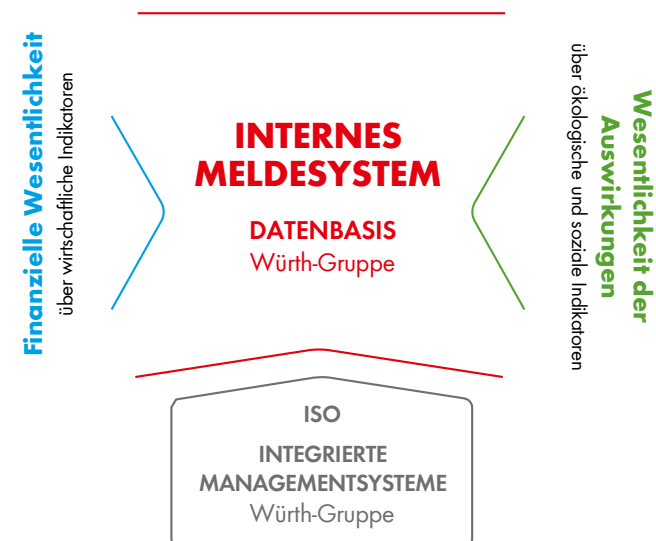 Finanzielle Wesentlichkeit
über wirtschaftliche Indikatoren
INTERNES
MELDESYSTEM
DATENBASIS
Würth-Gruppe
Wesentlichkeit der
Auswirkungen
über ökologische und soziale Indikatoren
ISO
INTEGRIERTE
MANAGEMENTSYSTEME
Würth-Gruppe